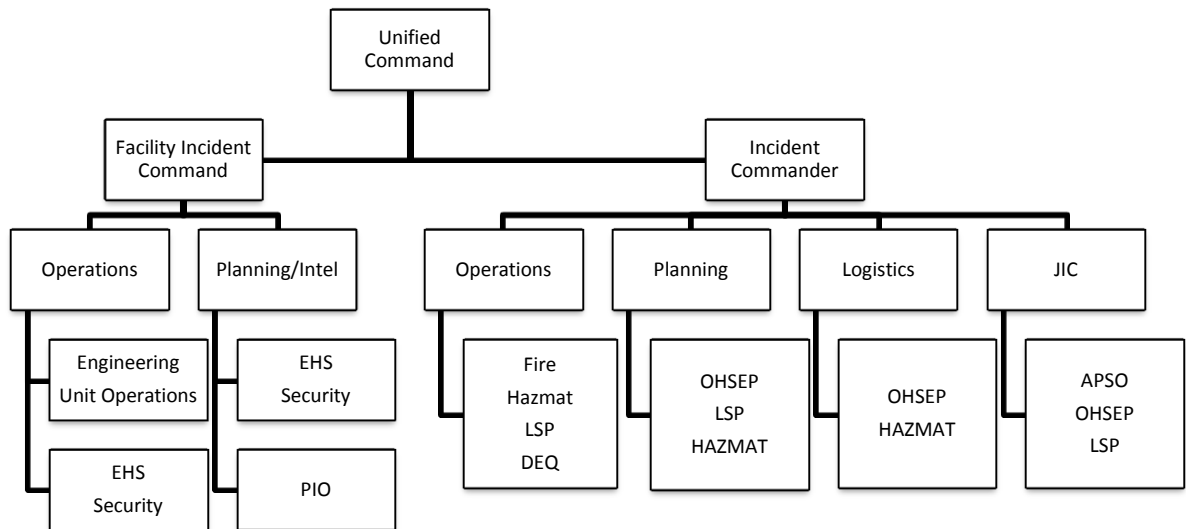 Unified
Command
Facility Incident
Command
Incident
Commander
Operations
Planning/Intel
Operations
Planning
Logistics
JIC
Engineering
Unit Operations
EHS
Security
EHS
Security
PIO
Fire
Hazmat
LSP
DEQ
OHSEP
LSP
HAZMAT
OHSEP
HAZMAT
APSO
OHSEP
LSP